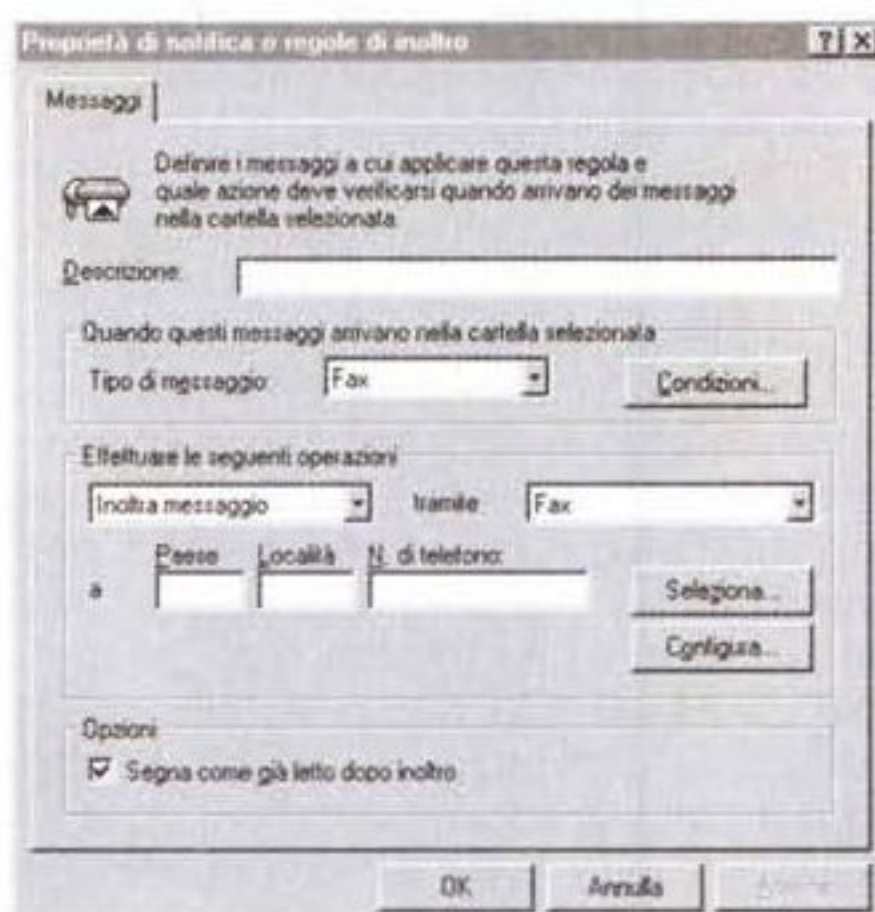 Proprietà di notifica o regole di inoltro
Messaggi
Definire i messaggi a cui applicare questa regola e
quale azione deve verificarsi quando arrivano dei messaggi
nella cartella selezionata.
Descrizione:
Quando questi messaggi arrivano nella cartella selezionata
Tipo di messaggio: Fax Condizioni...
Effettuare le seguenti operazioni
Inoltra messaggio tramite Fax
Paese Località N. di telefono:
a Seleziona...
Configura...
Opzioni
Segna come già letto dopo inoltro
OK Annulla